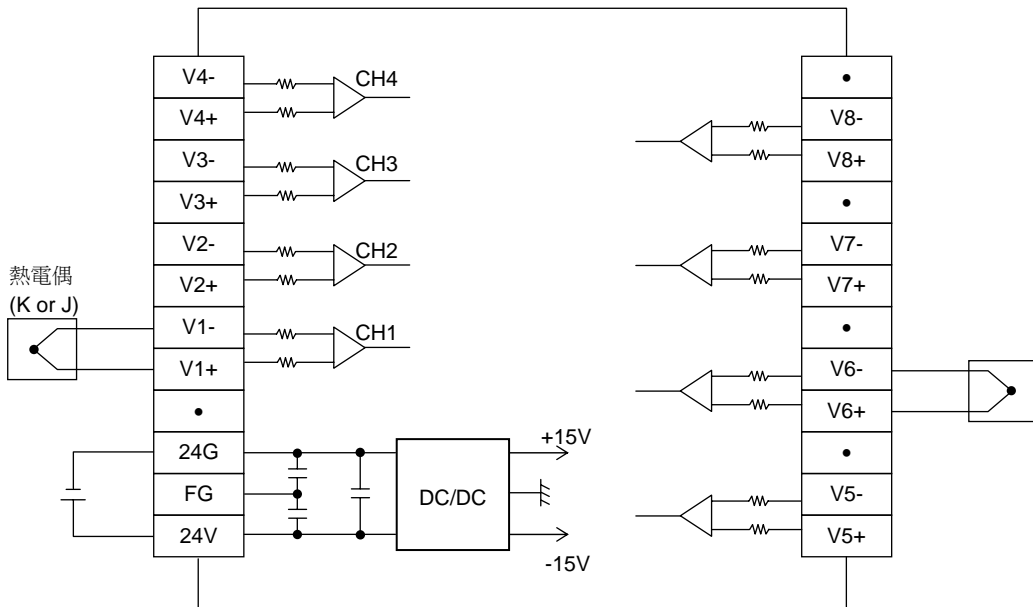 V4-
V4+
V3-
V3+
V2-
V2+
V1-
V1+
•
24G
FG
24V
CH4
CH3
CH2
CH1
熱電偶
(K or J)
DC/DC
+15V
-15V
•
V8-
V8+
•
V7-
V7+
•
V6-
V6+
•
V5-
V5+